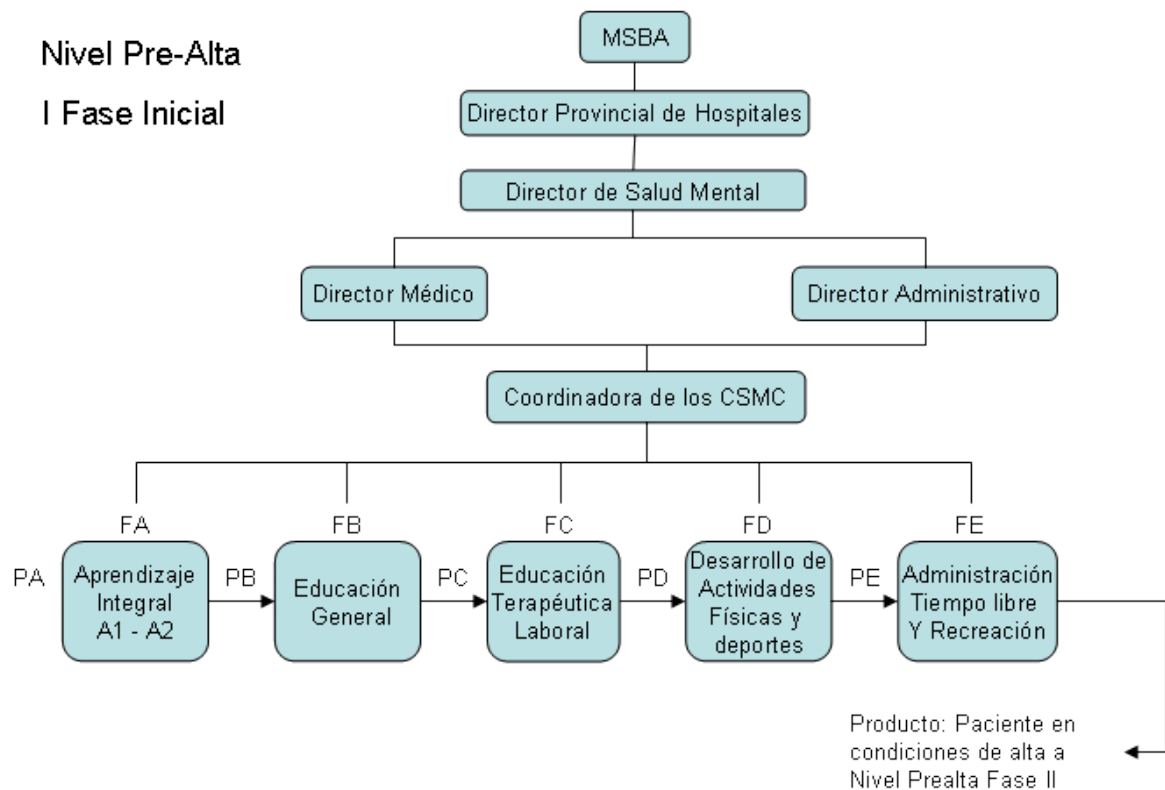 Nivel Pre-Alta
I Fase Inicial
MSBA
Director Provincial de Hospitales
Director de Salud Mental
Director Médico
Director Administrativo
Coordinadora de los CSMC
FA
FB
FC
FD
FE
PA
Aprendizaje
Integral
A1 - A2
PB
Educación
General
PC
Educación
Terapéutica
Laboral
PD
Desarrollo de
Actividades
Físicas y
deportes
PE
Administración
Tiempo libre
Y Recreación
Producto: Paciente en
condiciones de alta a
Nivel Prealta Fase II